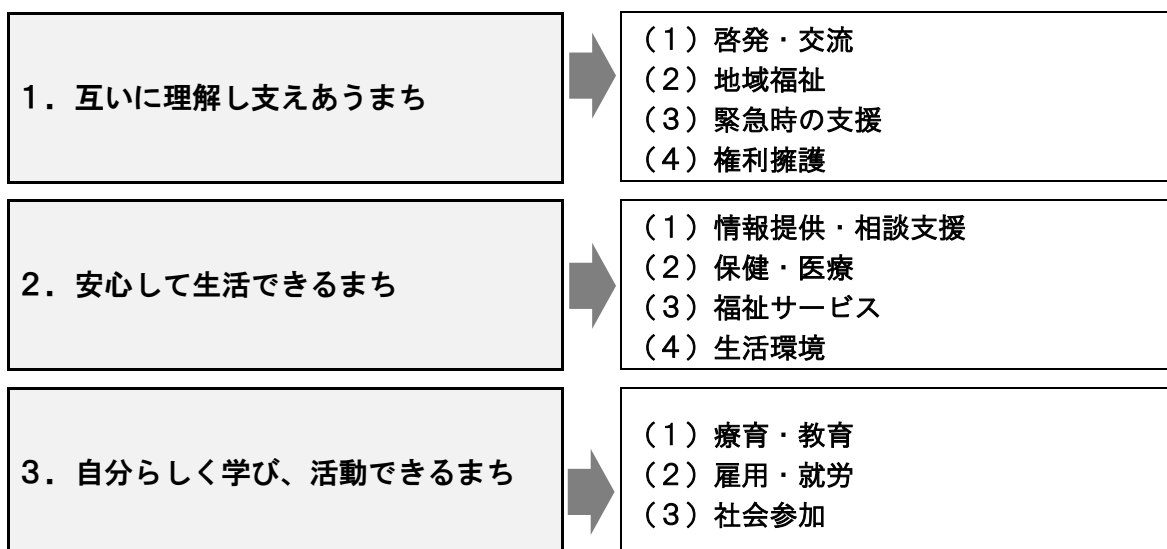 １．互いに理解し支えあうまち
（１）啓発・交流
（２）地域福祉
（３）緊急時の支援
（４）権利擁護
２．安心して生活できるまち
（１）情報提供・相談支援
（２）保健・医療
（３）福祉サービス
（４）生活環境
３．自分らしく学び、活動できるまち
（１）療育・教育
（２）雇用・就労
（３）社会参加